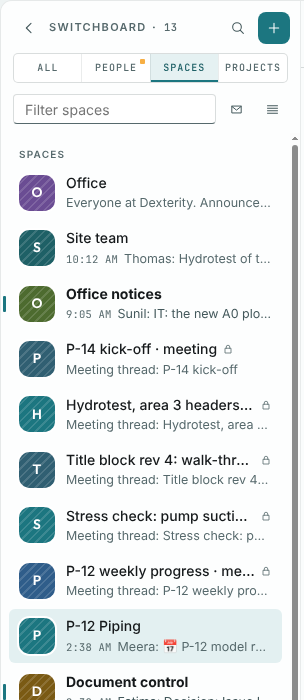 SWITCHBOARD · 13
ALL PEOPLE SPACES PROJECTS
Filter spaces
SPACES
O Office
Everyone at Dexterity. Announce...
S Site team
10:12 AM Thomas: Hydrotest of t...
O Office notices
9:05 AM Sunil: IT: the new A0 plo...
P P-14 kick-off · meeting
Meeting thread: P-14 kick-off
H Hydrotest, area 3 headers...
Meeting thread: Hydrotest, area ...
T Title block rev 4: walk-thr...
Meeting thread: Title block rev 4...
S Stress check: pump sucti...
Meeting thread: Stress check: p...
P P-12 weekly progress · me...
Meeting thread: P-12 weekly pro...
P P-12 Piping
2:38 AM Meera: 📅 P-12 model r...
D Document control